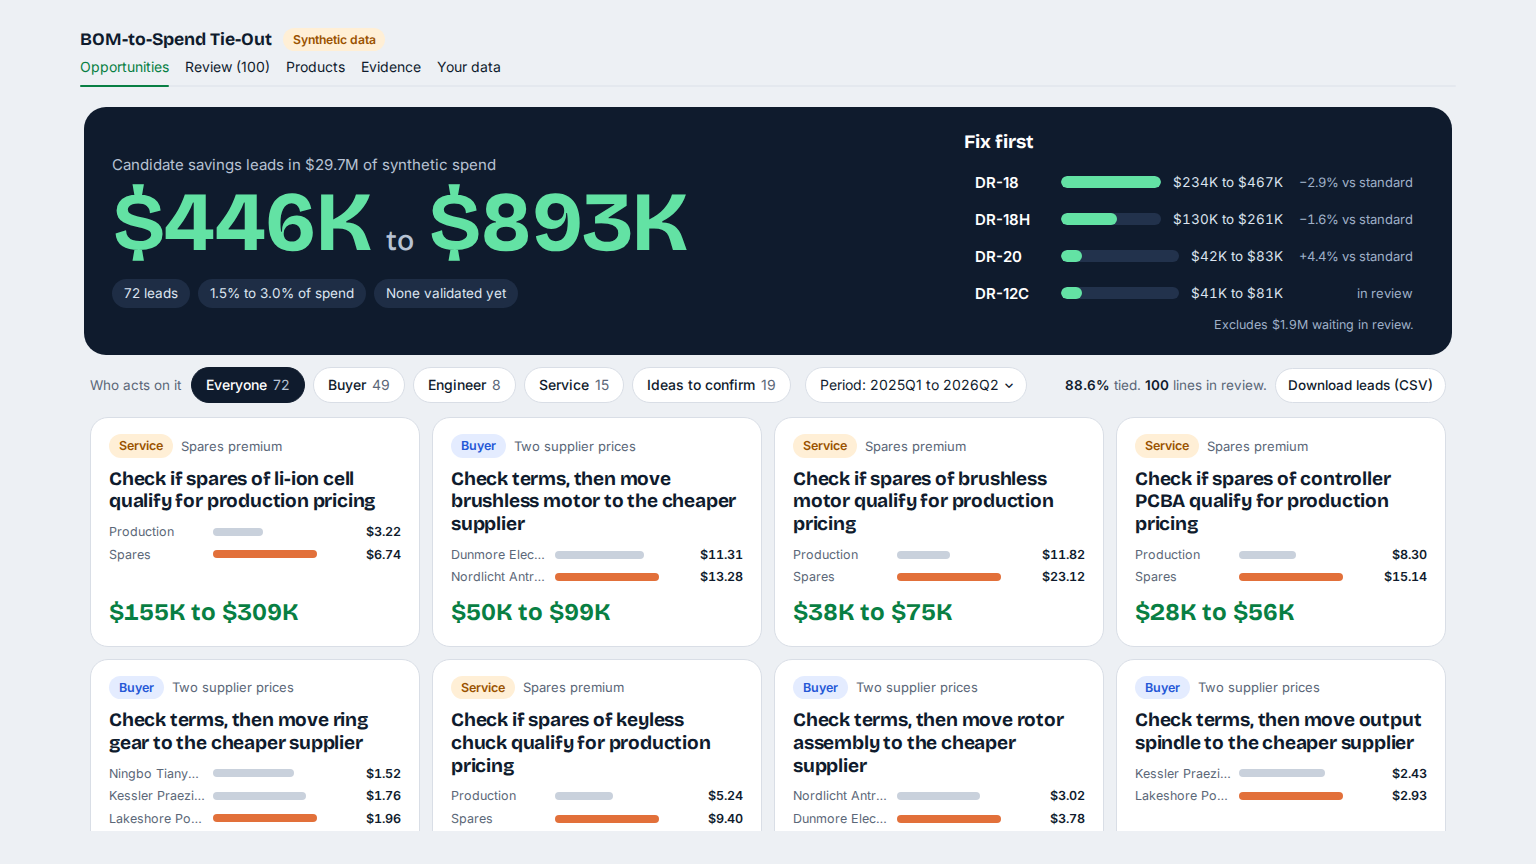 BOM-to-Spend Tie-Out Synthetic data
Opportunities Review (100) Products Evidence Your data
Candidate savings leads in $29.7M of synthetic spend
$446K to $893K
72 leads 1.5% to 3.0% of spend None validated yet
Fix first
DR-18 $234K to $467K −2.9% vs standard
DR-18H $130K to $261K −1.6% vs standard
DR-20 $42K to $83K +4.4% vs standard
DR-12C $41K to $81K in review
Excludes $1.9M waiting in review.
Who acts on it Everyone 72 Buyer 49 Engineer 8 Service 15 Ideas to confirm 19 Period: 2025Q1 to 2026Q2 88.6% tied. 100 lines in review. Download leads (CSV)
Service Spares premium
Check if spares of li-ion cell
qualify for production pricing
Production $3.22
Spares $6.74
$155K to $309K
Buyer Two supplier prices
Check terms, then move
brushless motor to the cheaper
supplier
Dunmore Elec... $11.31
Nordlicht Antr... $13.28
$50K to $99K
Service Spares premium
Check if spares of brushless
motor qualify for production
pricing
Production $11.82
Spares $23.12
$38K to $75K
Service Spares premium
Check if spares of controller
PCBA qualify for production
pricing
Production $8.30
Spares $15.14
$28K to $56K
Buyer Two supplier prices
Check terms, then move ring
gear to the cheaper supplier
Ningbo Tiany... $1.52
Kessler Praezi... $1.76
Lakeshore Po... $1.96
Service Spares premium
Check if spares of keyless
chuck qualify for production
pricing
Production $5.24
Spares $9.40
Buyer Two supplier prices
Check terms, then move rotor
assembly to the cheaper
supplier
Nordlicht Antr... $3.02
Dunmore Elec... $3.78
Buyer Two supplier prices
Check terms, then move output
spindle to the cheaper supplier
Kessler Praezi... $2.43
Lakeshore Po... $2.93